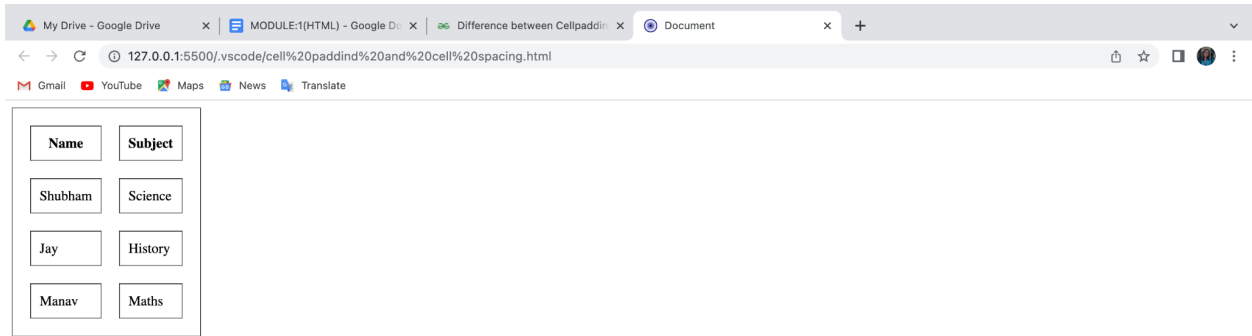 My Drive - Google Drive
MODULE:1(HTML) - Google Do
Difference between Cellpaddin
Document
127.0.0.1:5500/.vscode/cell%20paddind%20and%20cell%20spacing.html
Gmail YouTube Maps News Translate
Name Subject
Shubham Science
Jay History
Manav Maths